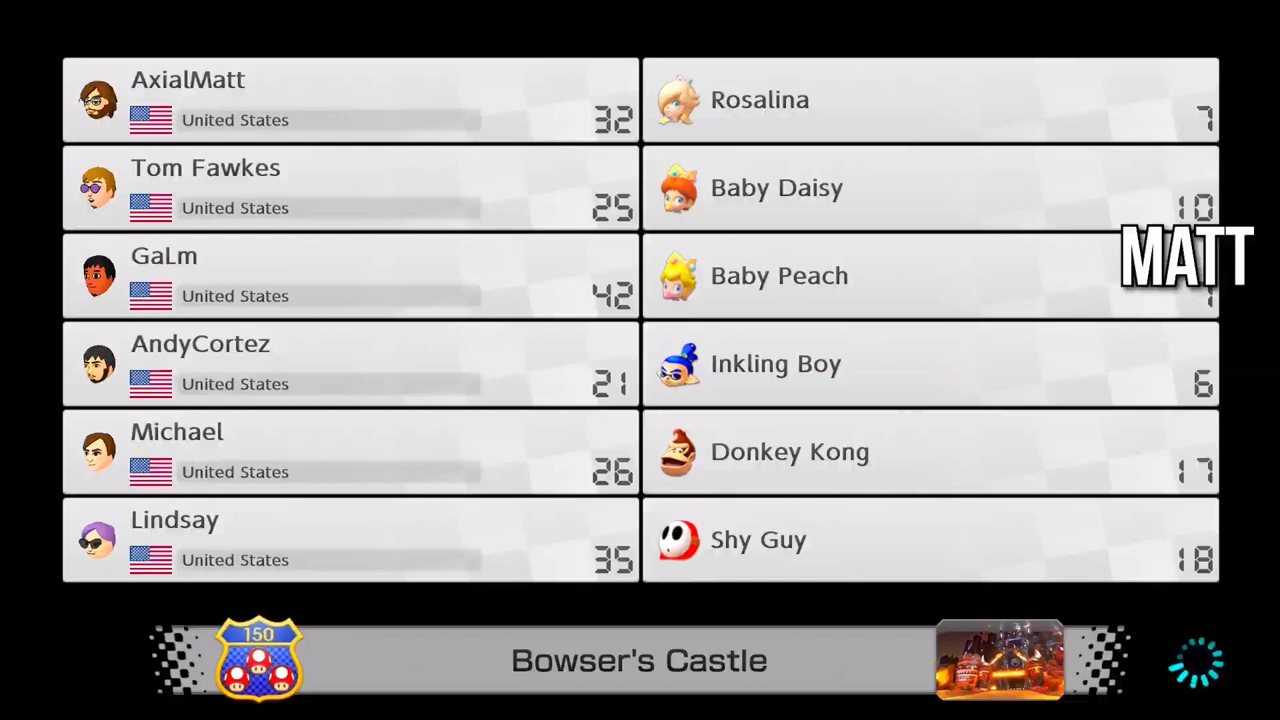 AxialMatt
United States
32
Tom Fawkes
United States
25
GaLm
United States
42
AndyCortez
United States
21
Michael
United States
26
Lindsay
United States
35
Rosalina
7
Baby Daisy
10
MATT
Baby Peach
Inkling Boy
6
Donkey Kong
17
Shy Guy
18
150
Bowser's Castle